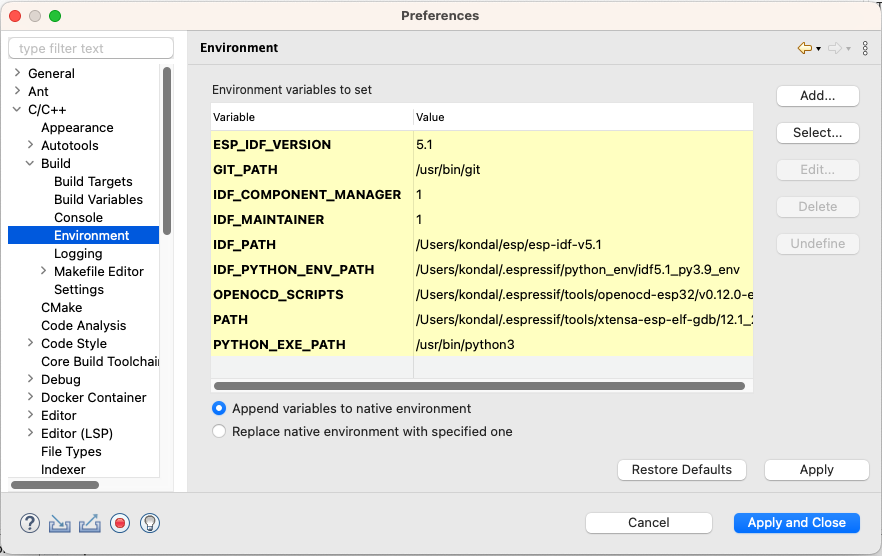 Preferences
type filter text
General
Ant
C/C++
Appearance
Autotools
Build
Build Targets
Build Variables
Console
Environment
Logging
Makefile Editor
Settings
CMake
Code Analysis
Code Style
Core Build Toolchai
Debug
Docker Container
Editor
Editor (LSP)
File Types
Indexer
Environment
Environment variables to set
Variable Value
ESP_IDF_VERSION 5.1
GIT_PATH /usr/bin/git
IDF_COMPONENT_MANAGER 1
IDF_MAINTAINER 1
IDF_PATH /Users/kondal/esp/esp-idf-v5.1
IDF_PYTHON_ENV_PATH /Users/kondal/.espressif/python_env/idf5.1_py3.9_env
OPENOCD_SCRIPTS /Users/kondal/.espressif/tools/openocd-esp32/v0.12.0-e
PATH /Users/kondal/.espressif/tools/xtensa-esp-elf-gdb/12.1_2
PYTHON_EXE_PATH /usr/bin/python3
Add...
Select...
Edit...
Delete
Undefine
Append variables to native environment
Replace native environment with specified one
Restore Defaults
Apply
?
Cancel
Apply and Close